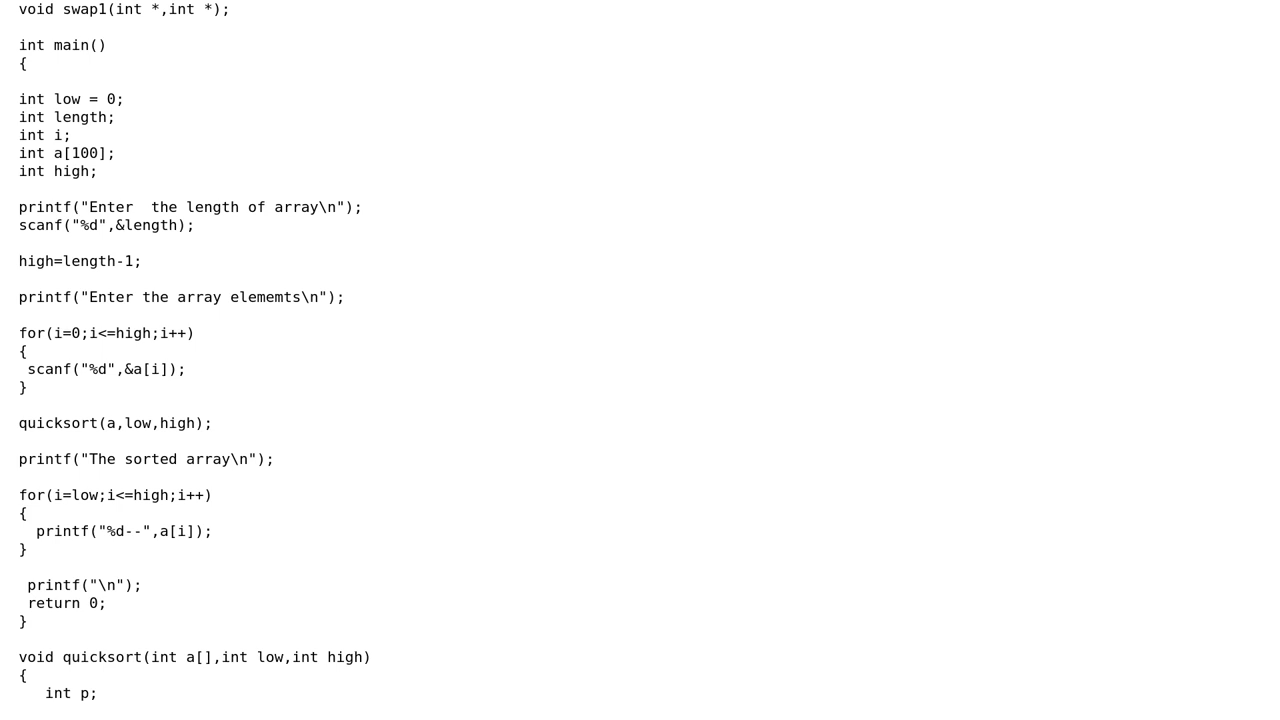 void swap1(int *,int *);
int main()
{
int low = 0;
int length;
int i;
int a[100];
int high;
printf("Enter  the length of array\n");
scanf("%d",&length);
high=length-1;
printf("Enter the array elememts\n");
for(i=0;i<=high;i++)
{
 scanf("%d",&a[i]);
}
quicksort(a,low,high);
printf("The sorted array\n");
for(i=low;i<=high;i++)
{
  printf("%d--",a[i]);
}
 printf("\n");
 return 0;
}
void quicksort(int a[],int low,int high)
{
   int p;